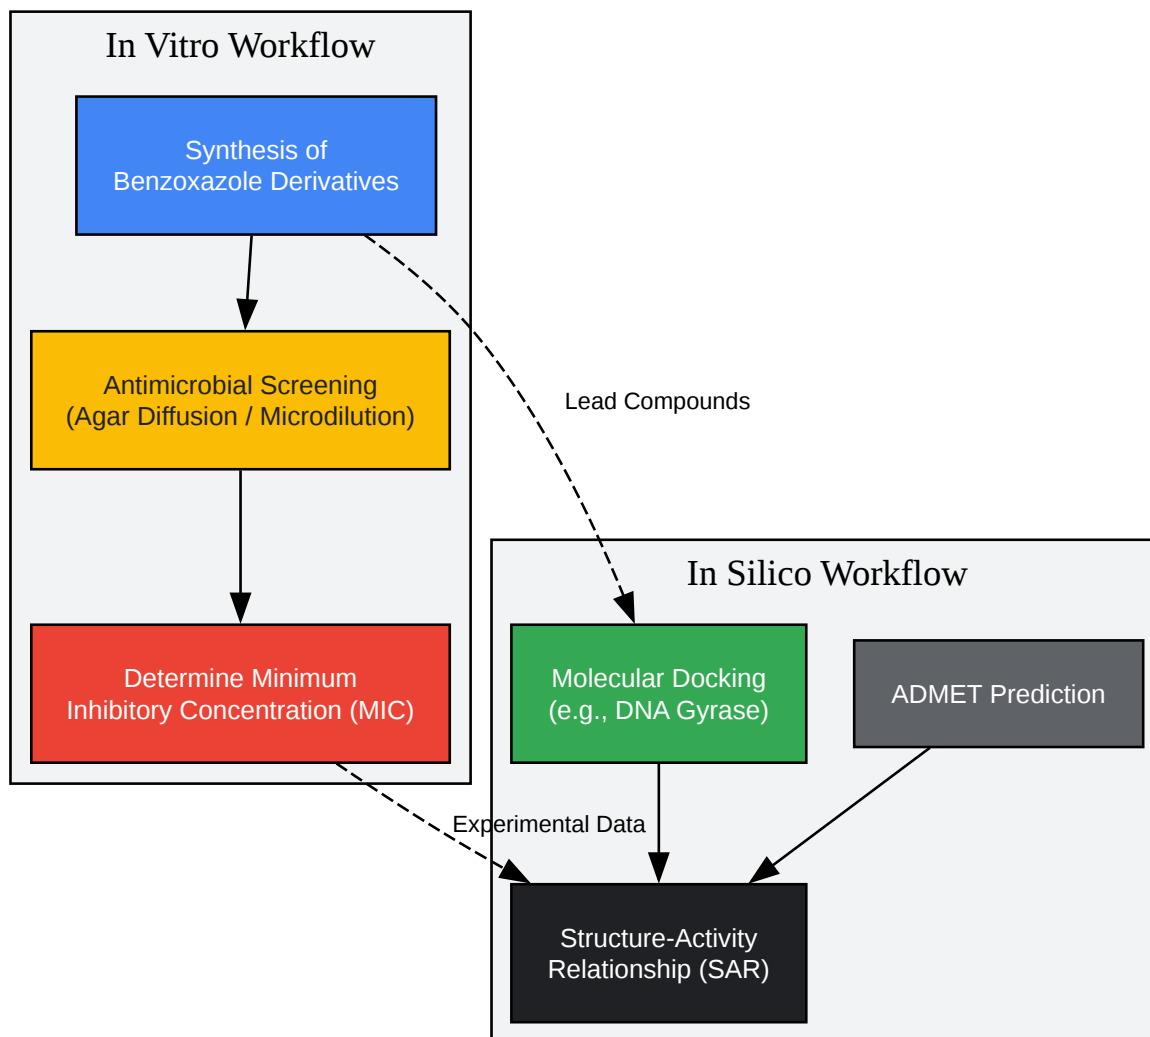 In Vitro Workflow
Synthesis of
Benzoxazole Derivatives
Antimicrobial Screening
(Agar Diffusion / Microdilution)
Lead Compounds
Determine Minimum
Inhibitory Concentration (MIC)
In Silico Workflow
Molecular Docking
(e.g., DNA Gyrase)
ADMET Prediction
Experimental Data
Structure-Activity
Relationship (SAR)